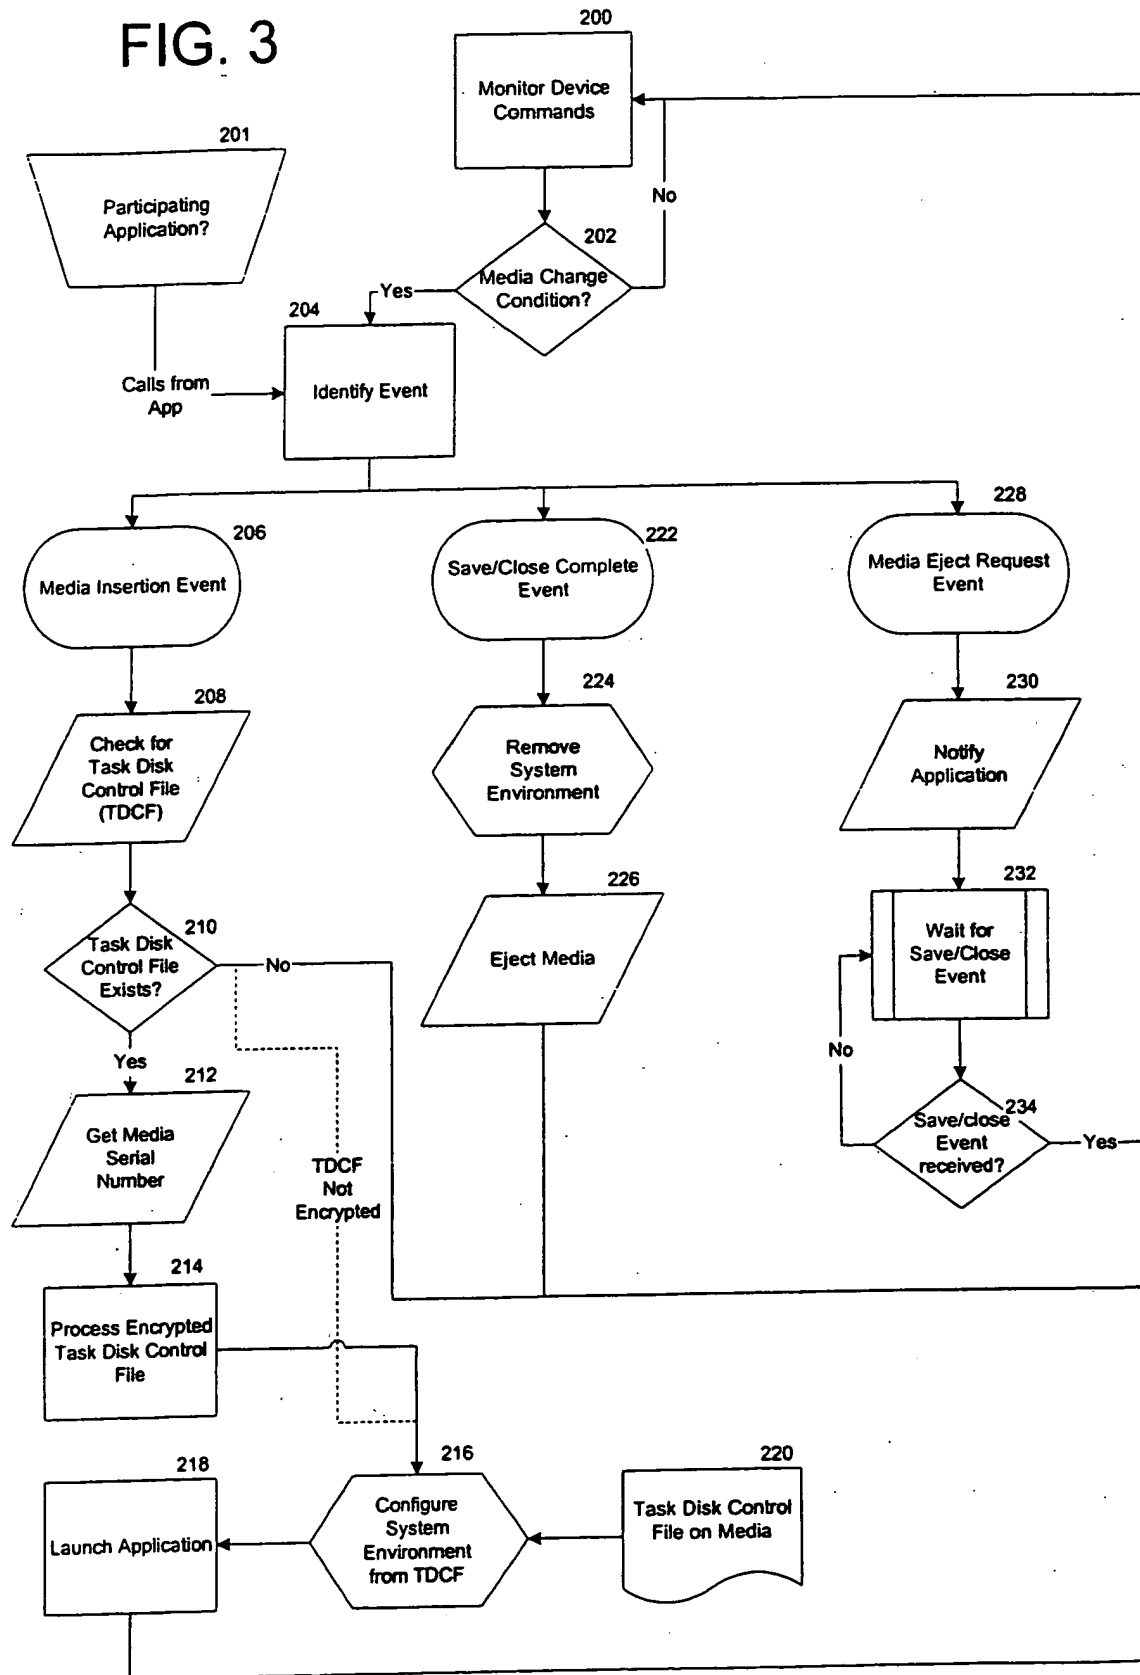 FIG. 3
200
Monitor Device
Commands
201
Participating
Application?
No
202
Media Change
Condition?
Yes
204
Identify Event
Calls from
App
206
Media Insertion Event
222
Save/Close Complete
Event
228
Media Eject Request
Event
208
Check for
Task Disk
Control File
(TDCF)
224
Remove
System
Environment
230
Notify
Application
210
Task Disk
Control File
Exists?
No
226
Eject Media
232
Wait for
Save/Close
Event
No
Yes
212
Get Media
Serial
Number
TDCF
Not
Encrypted
234
Save/close
Event
received?
Yes
214
Process Encrypted
Task Disk Control
File
218
Launch Application
216
Configure
System
Environment
from TDCF
220
Task Disk Control
File on Media